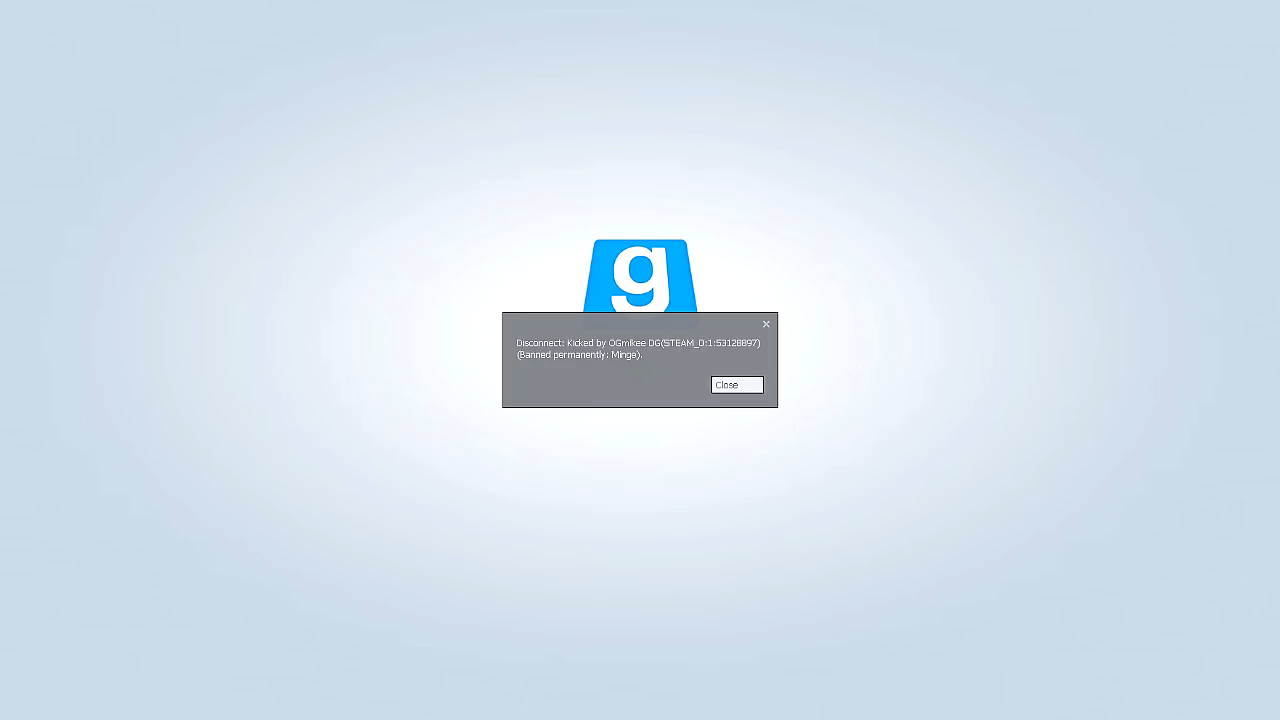 g
Disconnect: Kicked by OGmikee DG(STEAM_0:1:53128897)
(Banned permanently: Minge).
Close